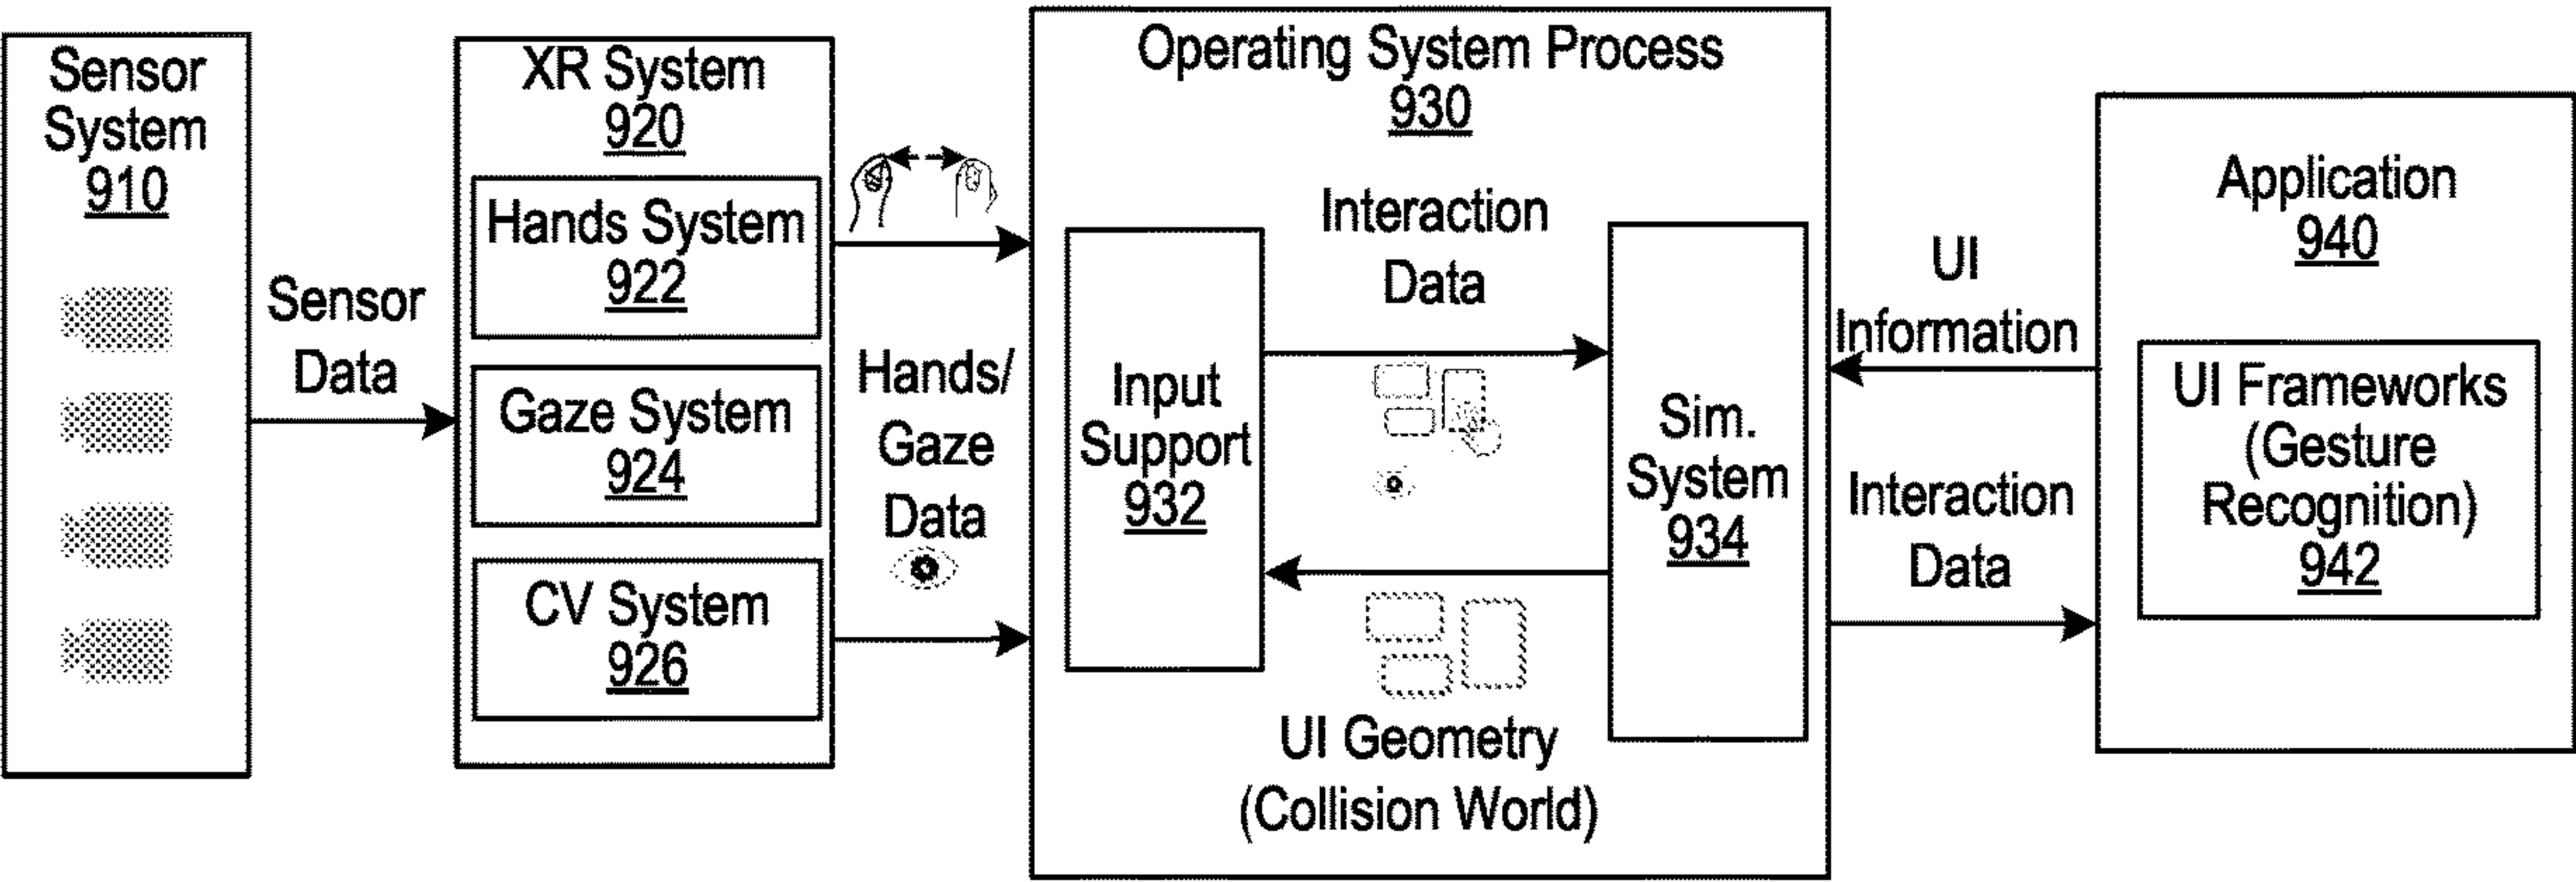 Sensor
System
910
Sensor
Data
XR System
920
Hands System
922
Gaze System
924
CV System
926
Hands/
Gaze
Data
Operating System Process
930
Input
Support
932
Interaction
Data
Sim.
System
934
UI Geometry
(Collision World)
UI
Information
Interaction
Data
Application
940
UI Frameworks
(Gesture
Recognition)
942